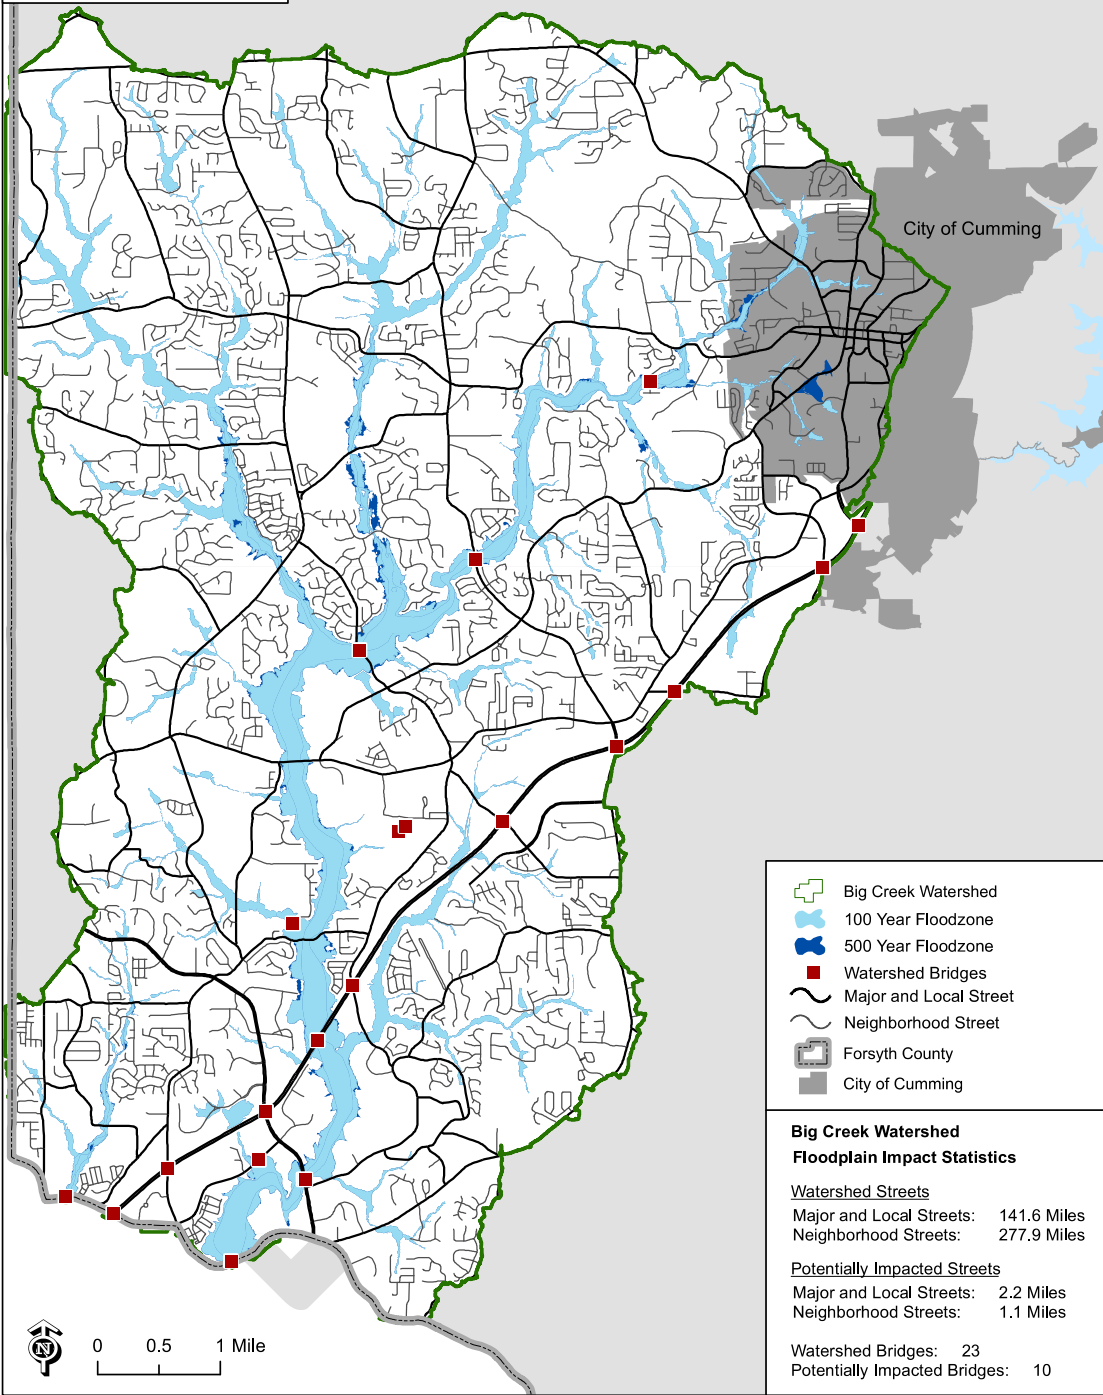 City of Cumming
Big Creek Watershed
100 Year Floodzone
500 Year Floodzone
Watershed Bridges
Major and Local Street
Neighborhood Street
Forsyth County
City of Cumming
Big Creek Watershed
Floodplain Impact Statistics
Watershed Streets
Major and Local Streets: 141.6 Miles
Neighborhood Streets: 277.9 Miles
Potentially Impacted Streets
Major and Local Streets: 2.2 Miles
Neighborhood Streets: 1.1 Miles
Watershed Bridges: 23
Potentially Impacted Bridges: 10
N
0 0.5 1 Mile